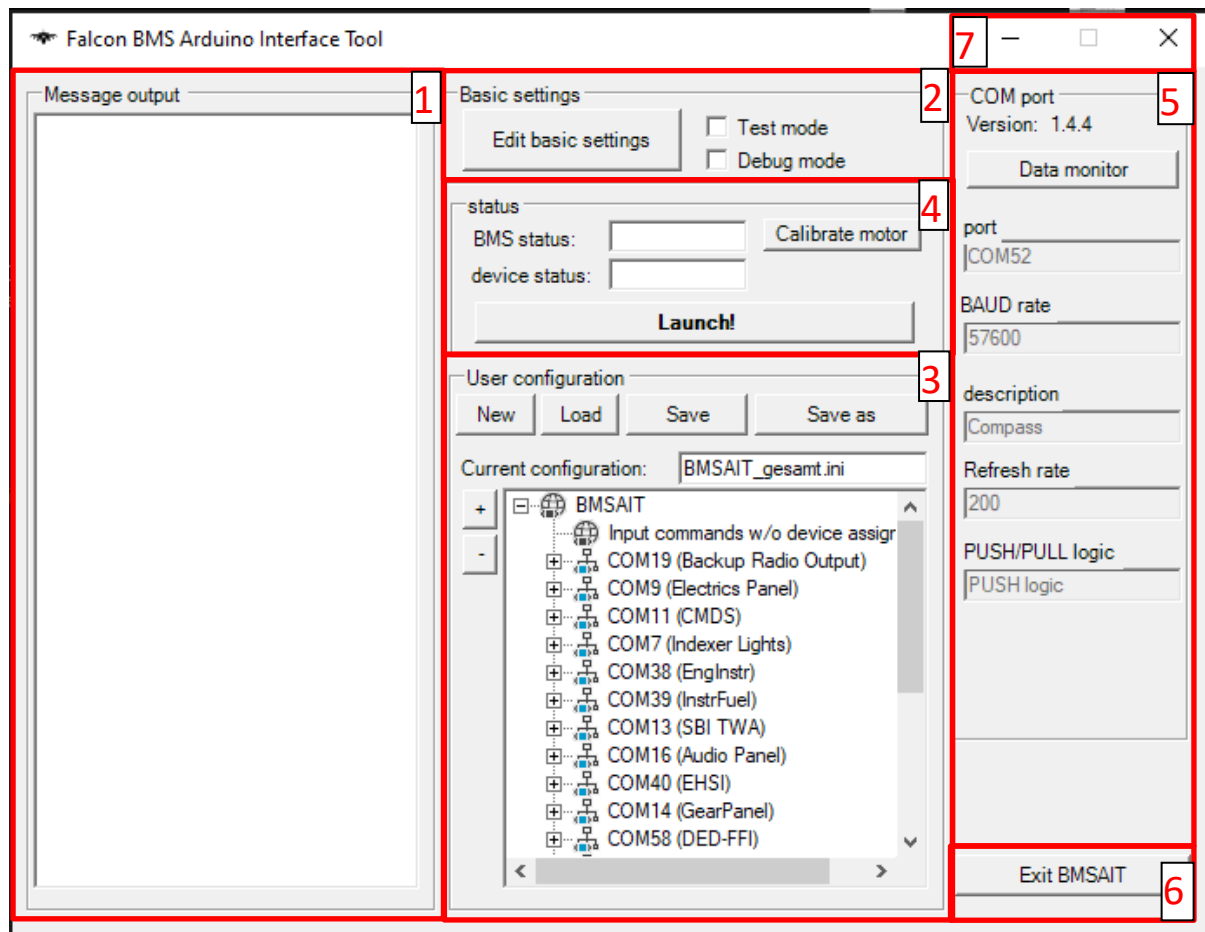 Falcon BMS Arduino Interface Tool
7
Message output
1
Basic settings
2
Edit basic settings
Test mode
Debug mode
status
4
BMS status:
Calibrate motor
device status:
Launch!
User configuration
3
New
Load
Save
Save as
Current configuration:
BMSAIT_gesamt.ini
+
-
BMSAIT
Input commands w/o device assigr
COM19 (Backup Radio Output)
COM9 (Electrics Panel)
COM11 (CMDS)
COM7 (Indexer Lights)
COM38 (EngInstr)
COM39 (InstrFuel)
COM13 (SBI TWA)
COM16 (Audio Panel)
COM40 (EHSI)
COM14 (GearPanel)
COM58 (DED-FFI)
COM port
5
Version: 1.4.4
Data monitor
port
COM52
BAUD rate
57600
description
Compass
Refresh rate
200
PUSH/PULL logic
PUSH logic
Exit BMSAIT
6